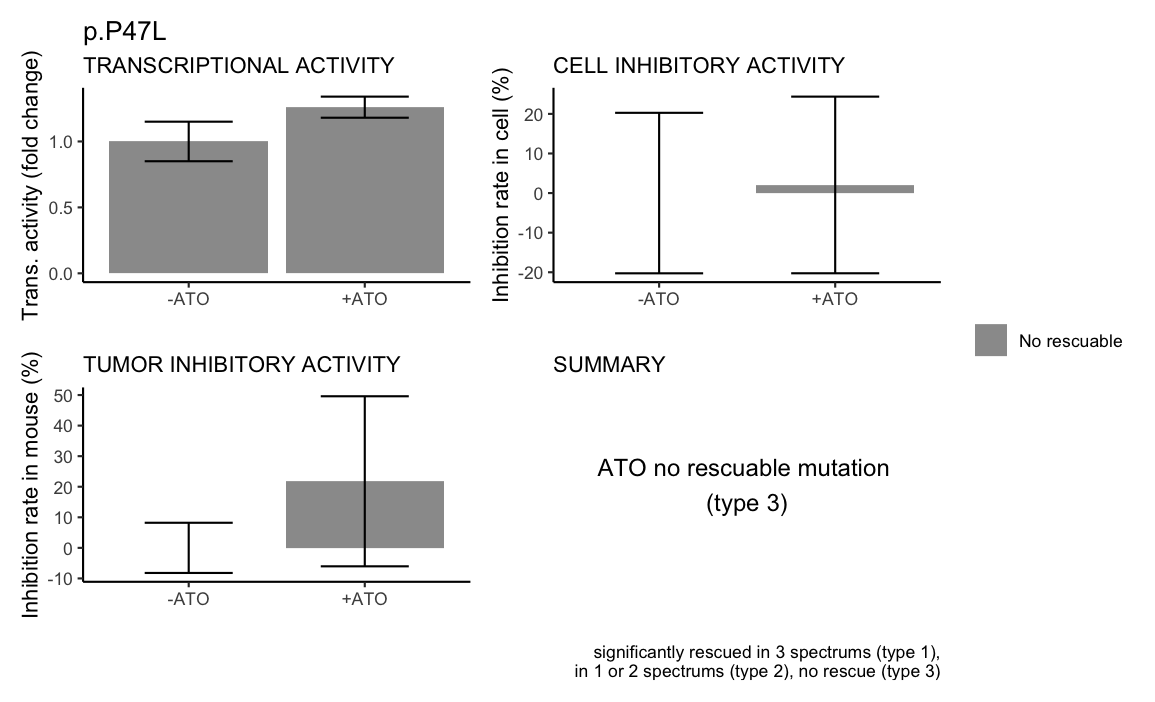 p.P47L
TRANSCRIPTIONAL ACTIVITY
Trans. activity (fold change)
1.0
0.5
0.0
-ATO
+ATO
CELL INHIBITORY ACTIVITY
Inhibition rate in cell (%)
20
10
0
-10
-20
-ATO
+ATO
No rescuable
TUMOR INHIBITORY ACTIVITY
Inhibition rate in mouse (%)
50
40
30
20
10
0
-10
-ATO
+ATO
SUMMARY
ATO no rescuable mutation
(type 3)
significantly rescued in 3 spectrums (type 1),
in 1 or 2 spectrums (type 2), no rescue (type 3)